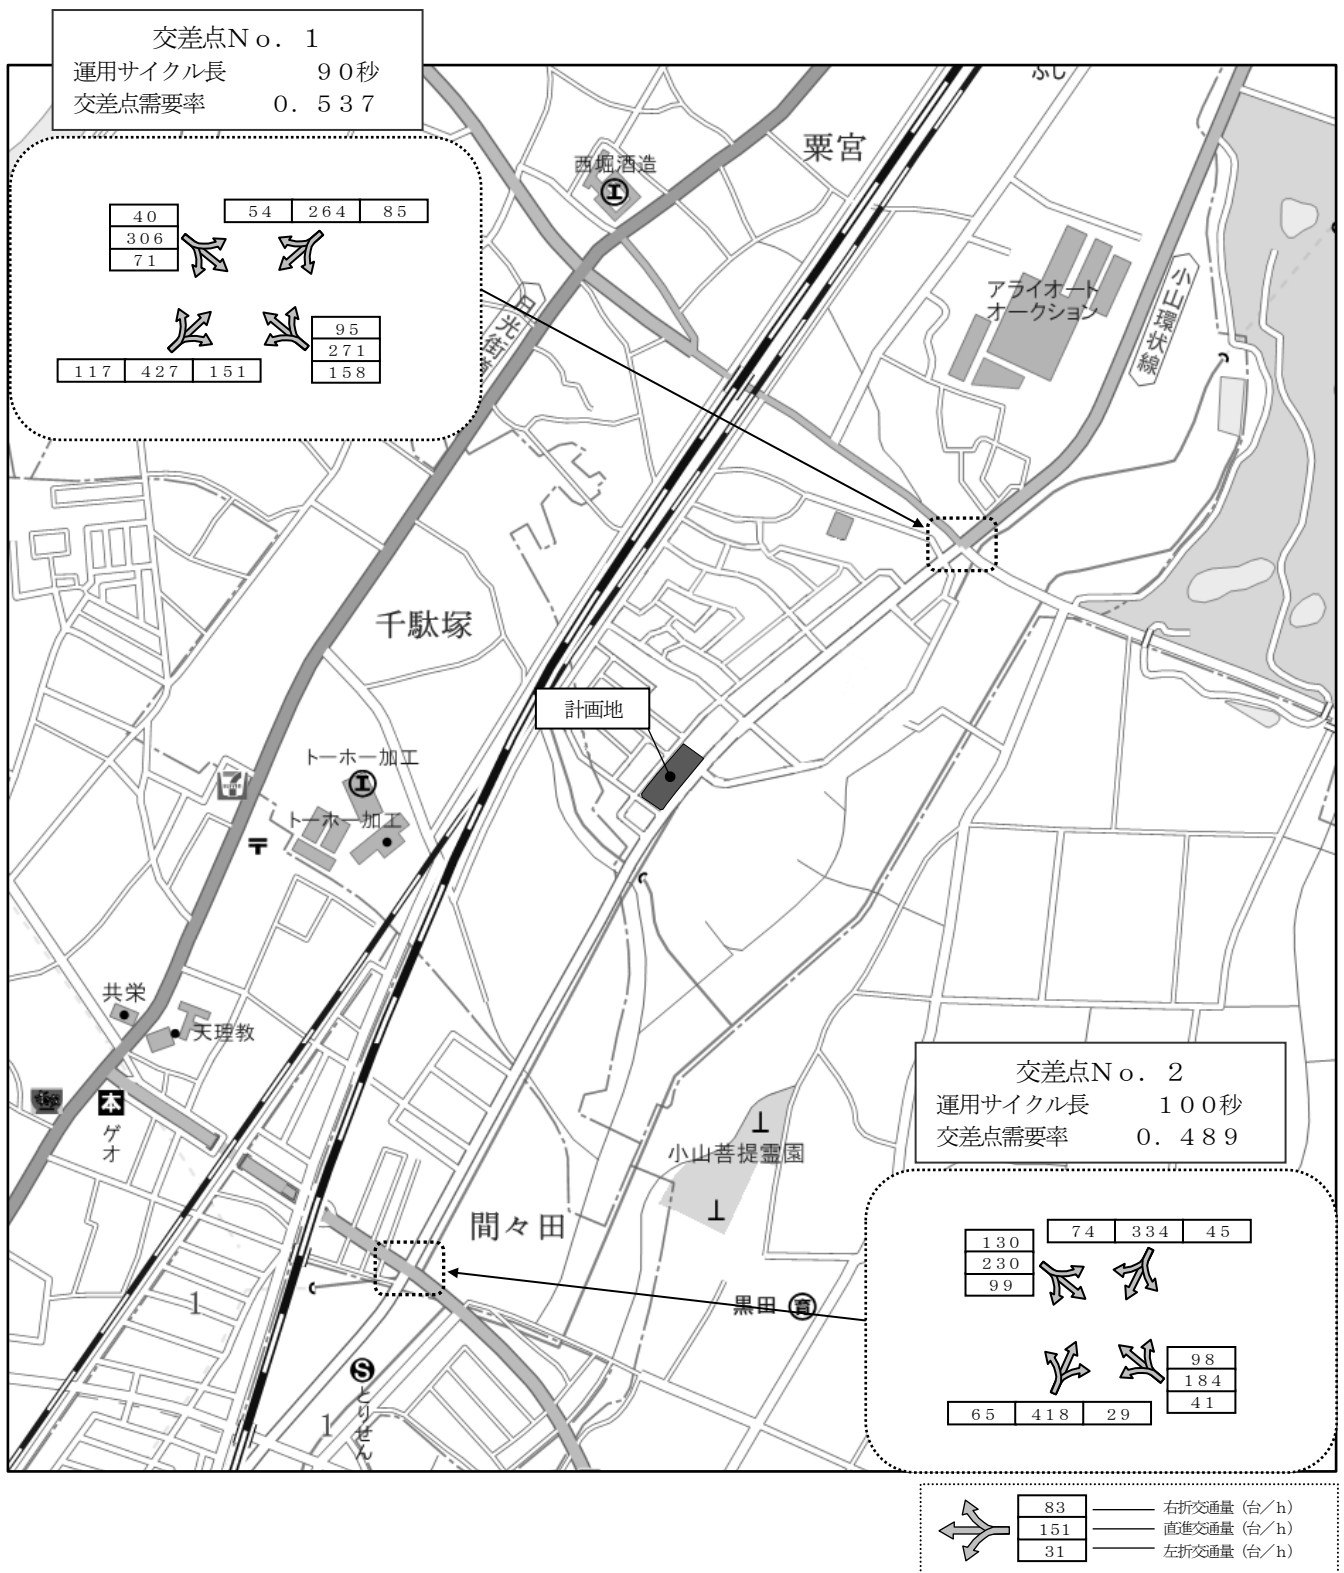 交差点Ｎｏ．１
運用サイクル長　９０秒
交差点需要率　０．５３７
40
306
71
54 264 85
95
271
158
117 427 151
西堀酒造
粟宮
アライオート
オークション
小山環状線
日光街道
千駄塚
計画地
トーホー加工
トーホー加工
共栄
天理教
本
ゲオ
交差点Ｎｏ．２
運用サイクル長　１００秒
交差点需要率　０．４８９
小山菩提霊園
間々田
74 334 45
130
230
99
黒田
1
98
184
41
65 418 29
S
とりせん
1
83 右折交通量（台／ｈ）
151 直進交通量（台／ｈ）
31 左折交通量（台／ｈ）